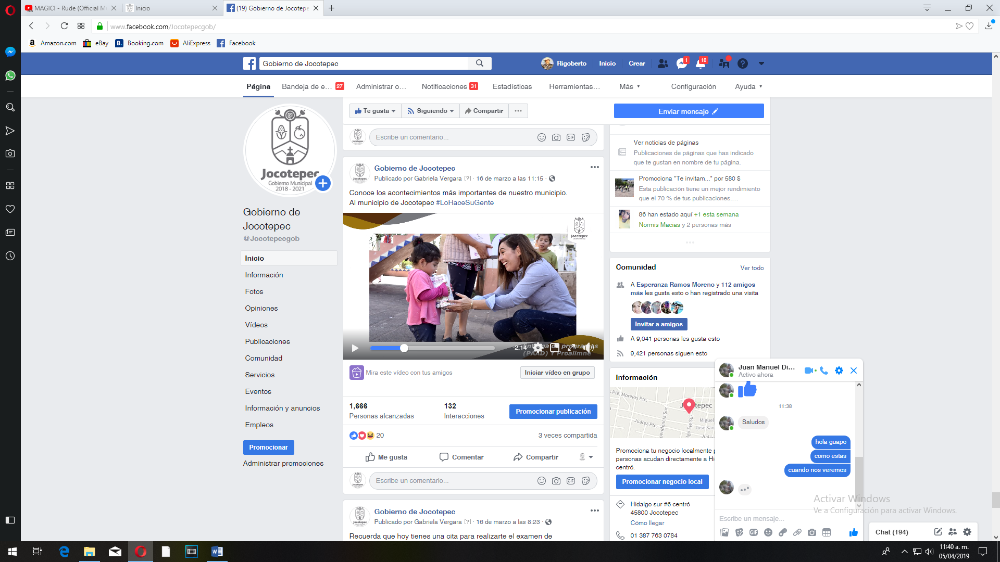 MAGIC! - Rude (Official Mi
Inicio
(19) Gobierno de Jocotepe
www.facebook.com/Jocotepecgob/
Amazon.com
eBay
Booking.com
AliExpress
Facebook
Gobierno de Jocotepec
Rigoberto
Inicio
Crear
1
18
Página
Bandeja de e... 27
Administrar o...
Notificaciones 31
Estadísticas
Herramientas...
Más
Configuración
Ayuda
Jocotepec
Gobierno Municipal
2018 - 2021
Gobierno de
Jocotepec
@Jocotepecgob
Inicio
Información
Fotos
Opiniones
Vídeos
Publicaciones
Comunidad
Servicios
Eventos
Información y anuncios
Empleos
Promocionar
Administrar promociones
Te gusta
Siguiendo
Compartir
Enviar mensaje
Escribe un comentario...
GIF
Gobierno de Jocotepec
Publicado por Gabriela Vergara [?] · 16 de marzo a las 11:15 ·
Conoce los acontecimientos más importantes de nuestro municipio.
Al municipio de Jocotepec #LoHaceSuGente
Jocotepec
-2:14
ntrega de programas
(PAAD) Y Proalimne
Mira este vídeo con tus amigos
Iniciar vídeo en grupo
1,666
Personas alcanzadas
132
Interacciones
Promocionar publicación
20
3 veces compartida
Me gusta
Comentar
Compartir
Escribe un comentario...
GIF
Gobierno de Jocotepec
Publicado por Gabriela Vergara [?] · 16 de marzo a las 8:23 ·
Recuerda que hoy tienes una cita para realizarte el examen de
Ver noticias de páginas
Publicaciones de páginas que has indicado
que te gustan en nombre de tu página.
Promociona "Te invitam..." por 580 $
Esta publicación tiene un mejor rendimiento
que el 70 % de tus publicaciones....
86 han estado aquí +1 esta semana
Normis Macias y 2 personas más
Comunidad
Ver todo
A Esperanza Ramos Moreno y 112 amigos
más les gusta esto o han registrado una visita
Invitar a amigos
A 9,041 personas les gusta esto
9,421 personas siguen esto
Información
s Pte. Morelos Pte.
Jocotepec
Juárez Pte.
pendencia Sur
lgo Eje Sur
Miguel
Jose San
Juár
Promociona tu negocio localmente p
personas acudan directamente a Hi
centró.
Promocionar negocio local
Hidalgo sur #6 centró
45800 Jocotepec
Cómo llegar
01 387 763 0784
Juan Manuel Di...
Activo ahora
11:38
Saludos
hola guapo
como estas
cuando nos veremos
Escribe un mensaje...
GIF
Activar Windows
Ve a Configuración para activar Windows.
Chat (194)
11:40 a. m.
05/04/2019